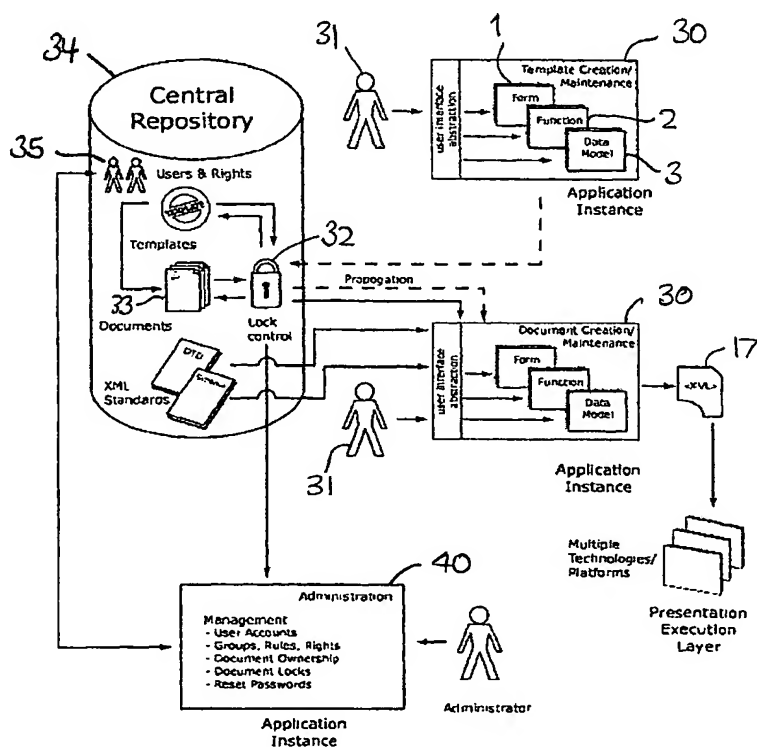 34
Central
Repository
35
Users & Rights
Templates
32
33
Documents
Lock
control
DTD
XML
Standards
31
1
30
Template Creation/
Maintenance
user interface
abstraction
Form
Function
2
Data
Model
3
Application
Instance
Propogation
30
Document Creation/
Maintenance
user interface
abstraction
Form
Function
Data
Model
17
<XVL>
31
Application
Instance
Multiple
Technologies/
Platforms
Presentation
Execution
Layer
40
Administration
Management
- User Accounts
- Groups, Rules, Rights
- Document Ownership
- Document Locks
- Reset Passwords
Administrator
Application
Instance